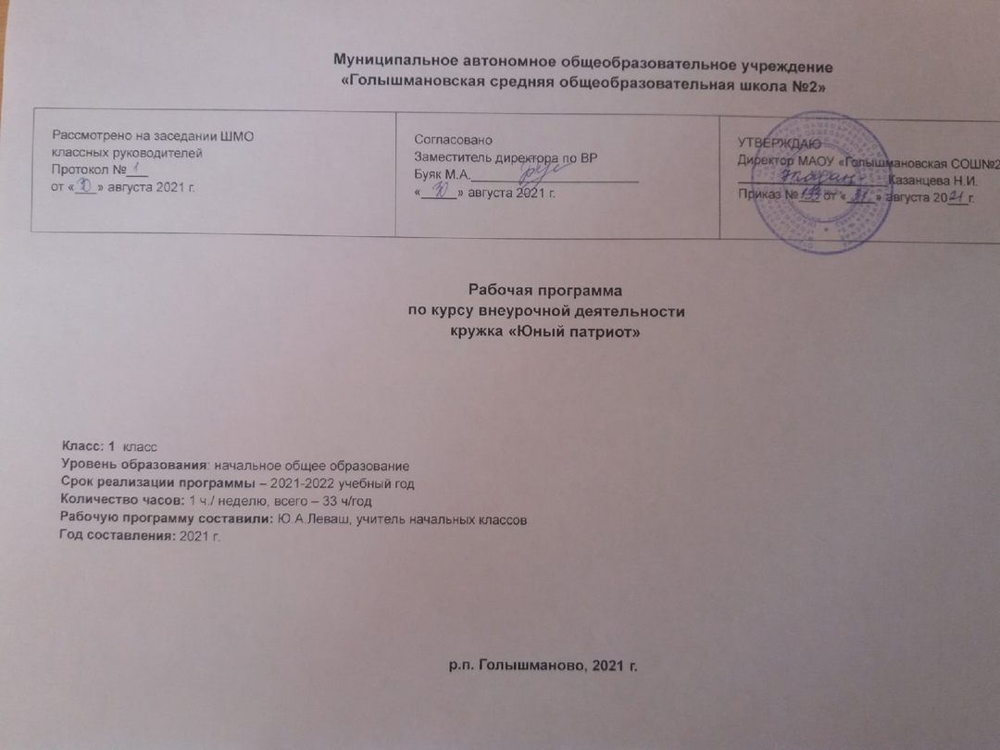 Муниципальное автономное общеобразовательное учреждение
«Голышмановская средняя общеобразовательная школа №2»
Рассмотрено на заседании ШМО
классных руководителей
Протокол № 1
от «30» августа 2021 г.
Согласовано
Заместитель директора по ВР
Буяк М.А.
«30» августа 2021 г.
УТВЕРЖДАЮ
Директор МАОУ «Голышмановская СОШ№2
Казанцева Н.И.
Приказ № от «31» августа 2021 г.
Рабочая программа
по курсу внеурочной деятельности
кружка «Юный патриот»
Класс: 1 класс
Уровень образования: начальное общее образование
Срок реализации программы – 2021-2022 учебный год
Количество часов: 1 ч./ неделю, всего – 33 ч/год
Рабочую программу составили: Ю.А.Леваш, учитель начальных классов
Год составления: 2021 г.
р.п. Голышманово, 2021 г.